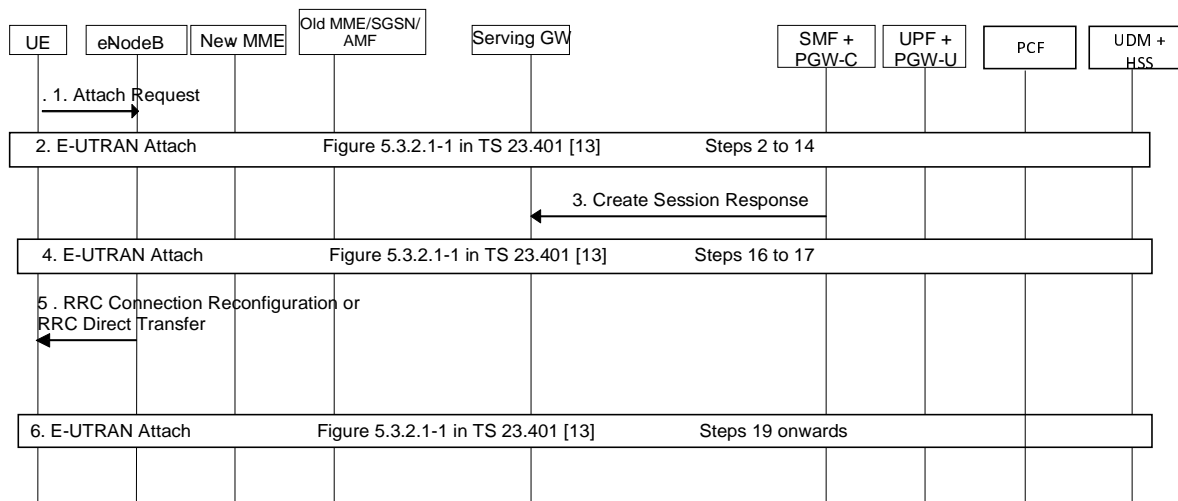 UE
eNodeB
New MME
Old MME/SGSN/
AMF
Serving GW
SMF +
PGW-C
UPF +
PGW-U
PCF
UDM +
HSS
. 1. Attach Request
2. E-UTRAN Attach Figure 5.3.2.1-1 in TS 23.401 [13] Steps 2 to 14
3. Create Session Response
4. E-UTRAN Attach Figure 5.3.2.1-1 in TS 23.401 [13] Steps 16 to 17
5 . RRC Connection Reconfiguration or
RRC Direct Transfer
6. E-UTRAN Attach Figure 5.3.2.1-1 in TS 23.401 [13] Steps 19 onwards